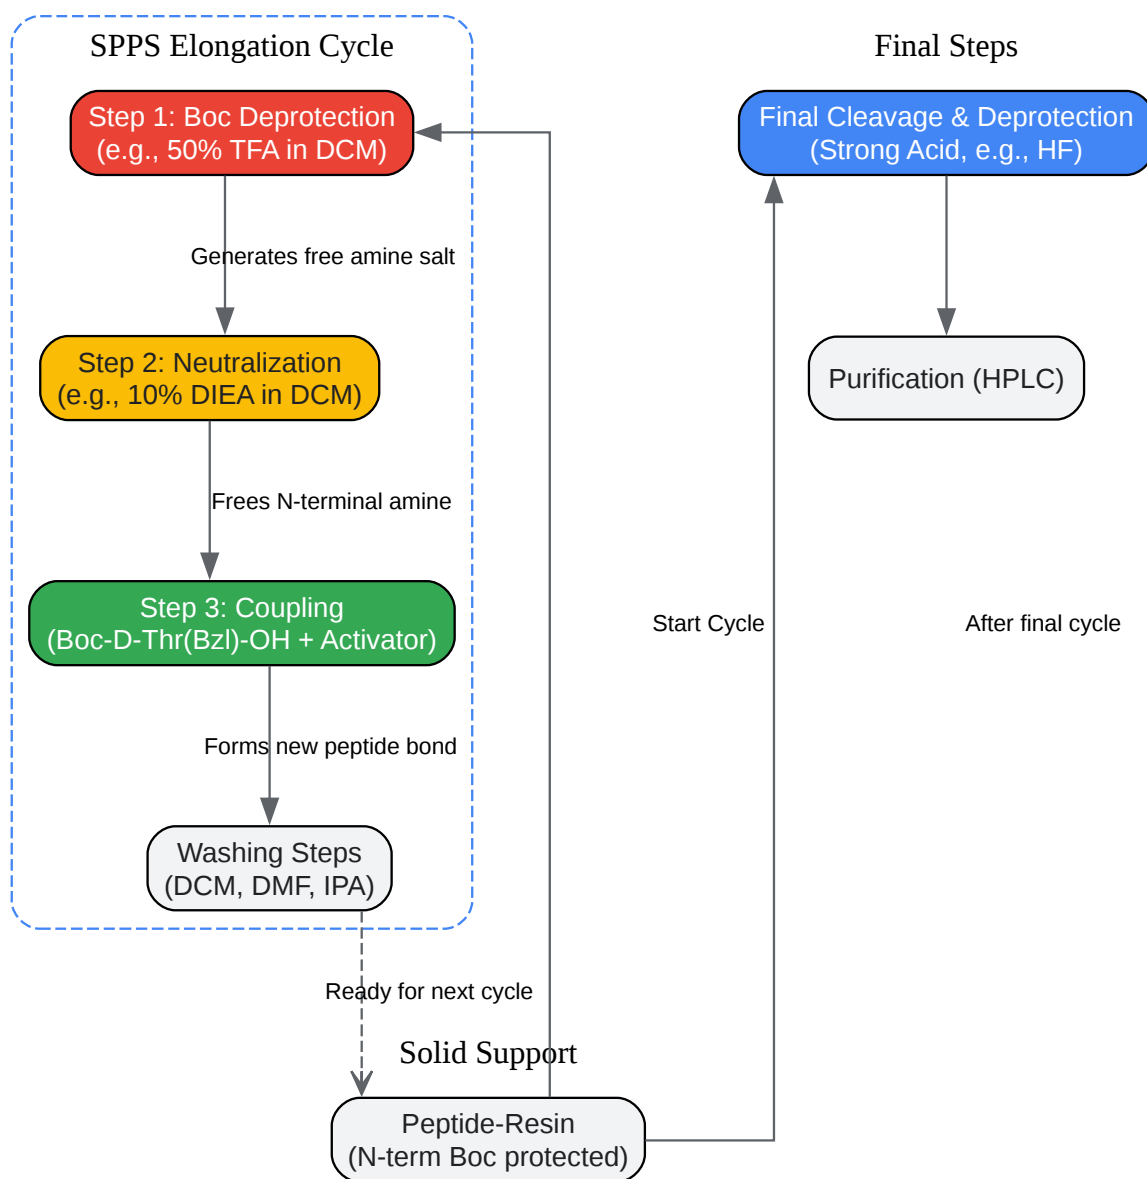 SPPS Elongation Cycle
Step 1: Boc Deprotection
(e.g., 50% TFA in DCM)
Generates free amine salt
Step 2: Neutralization
(e.g., 10% DIEA in DCM)
Frees N-terminal amine
Step 3: Coupling
(Boc-D-Thr(Bzl)-OH + Activator)
Forms new peptide bond
Washing Steps
(DCM, DMF, IPA)
Ready for next cycle
Solid Support
Peptide-Resin
(N-term Boc protected)
Start Cycle
Final Steps
Final Cleavage & Deprotection
(Strong Acid, e.g., HF)
Purification (HPLC)
After final cycle